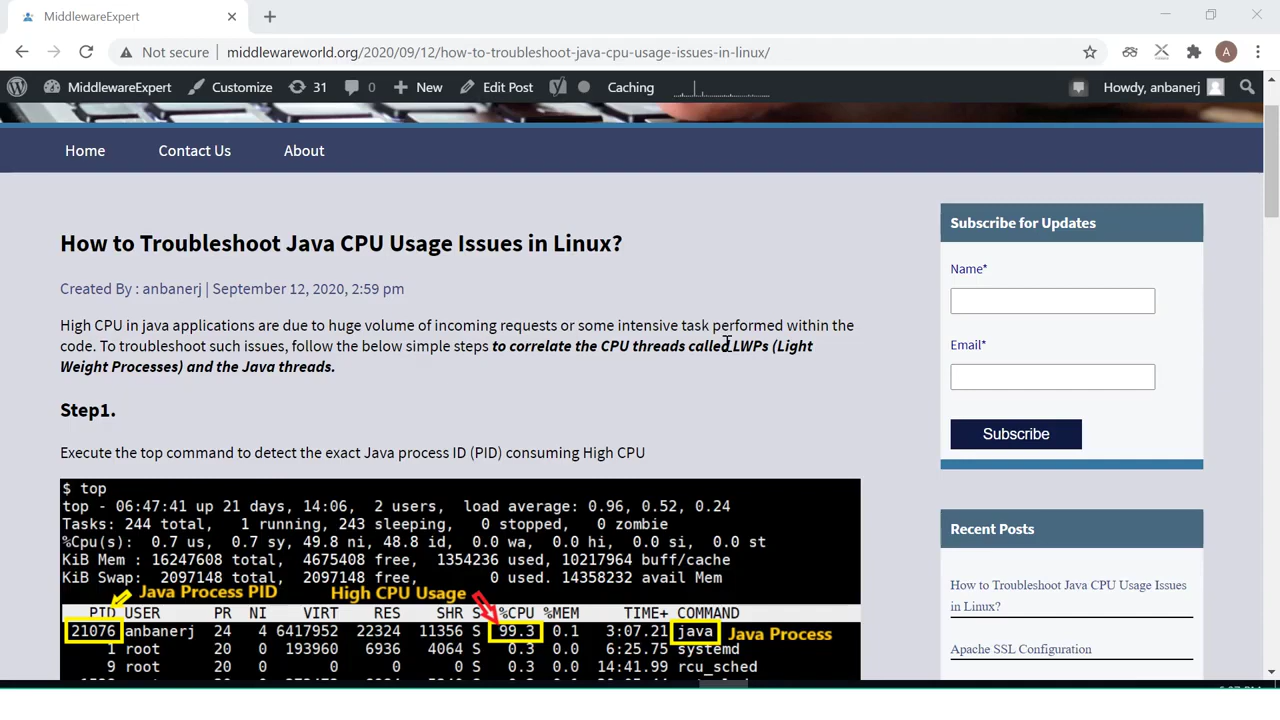 MiddlewareExpert
Not secure | middlewareworld.org/2020/09/12/how-to-troubleshoot-java-cpu-usage-issues-in-linux/
A
MiddlewareExpert Customize 31 0 New Edit Post Caching Howdy, anbanerj
Home Contact Us About
How to Troubleshoot Java CPU Usage Issues in Linux?
Created By : anbanerj | September 12, 2020, 2:59 pm
High CPU in java applications are due to huge volume of incoming requests or some intensive task performed within the
code. To troubleshoot such issues, follow the below simple steps to correlate the CPU threads called LWPs (Light
Weight Processes) and the Java threads.
Step1.
Execute the top command to detect the exact Java process ID (PID) consuming High CPU
$ top
top - 06:47:41 up 21 days, 14:06, 2 users, load average: 0.96, 0.52, 0.24
Tasks: 244 total, 1 running, 243 sleeping, 0 stopped, 0 zombie
%Cpu(s): 0.7 us, 0.7 sy, 49.8 ni, 48.8 id, 0.0 wa, 0.0 hi, 0.0 si, 0.0 st
KiB Mem : 16247608 total, 4675408 free, 1354236 used, 10217964 buff/cache
KiB Swap: 2097148 total, 2097148 free, 0 used. 14358232 avail Mem
Java Process PID High CPU Usage
PID USER PR NI VIRT RES SHR S %CPU %MEM TIME+ COMMAND
21076 anbanerj 24 4 6417952 22324 11356 S 99.3 0.1 3:07.21 java Java Process
1 root 20 0 193960 6936 4064 S 0.3 0.0 6:25.75 systemd
9 root 20 0 0 0 0 S 0.3 0.0 14:41.99 rcu_sched
Subscribe for Updates
Name*
Email*
Subscribe
Recent Posts
How to Troubleshoot Java CPU Usage Issues
in Linux?
Apache SSL Configuration